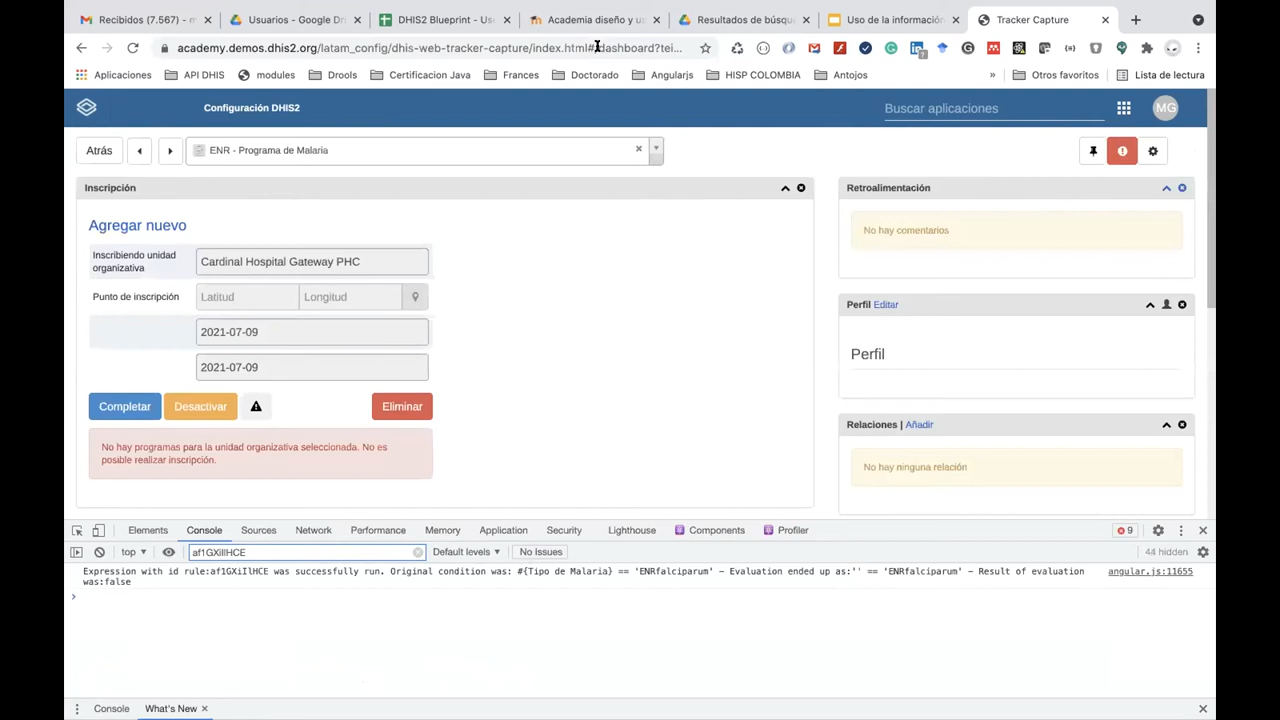 Recibidos (7.567) - m
Usuarios - Google Dri
DHIS2 Blueprint - Use
Academia diseño y us
Resultados de búsqu
Uso de la información
Tracker Capture
academy.demos.dhis2.org/latam_config/dhis-web-tracker-capture/index.html#/dashboard?tei...
Aplicaciones
API DHIS
modules
Drools
Certificacion Java
Frances
Doctorado
Angularjs
HISP COLOMBIA
Antojos
»
Otros favoritos
Lista de lectura
Configuración DHIS2
Buscar aplicaciones
MG
Atrás
ENR - Programa de Malaria
Inscripción
Agregar nuevo
Inscribiendo unidad
organizativa
Cardinal Hospital Gateway PHC
Punto de inscripción
Latitud
Longitud
2021-07-09
2021-07-09
Completar
Desactivar
Eliminar
No hay programas para la unidad organizativa seleccionada. No es
posible realizar inscripción.
Retroalimentación
No hay comentarios
Perfil Editar
Perfil
Relaciones | Añadir
No hay ninguna relación
Elements
Console
Sources
Network
Performance
Memory
Application
Security
Lighthouse
Components
Profiler
9
top
af1GXiIlHCE
Default levels
No Issues
44 hidden
Expression with id rule:af1GXiIlHCE was successfully run. Original condition was: #{Tipo de Malaria} == 'ENRfalciparum' - Evaluation ended up as:'' == 'ENRfalciparum' - Result of evaluation
was:false
angular.js:11655
Console
What's New